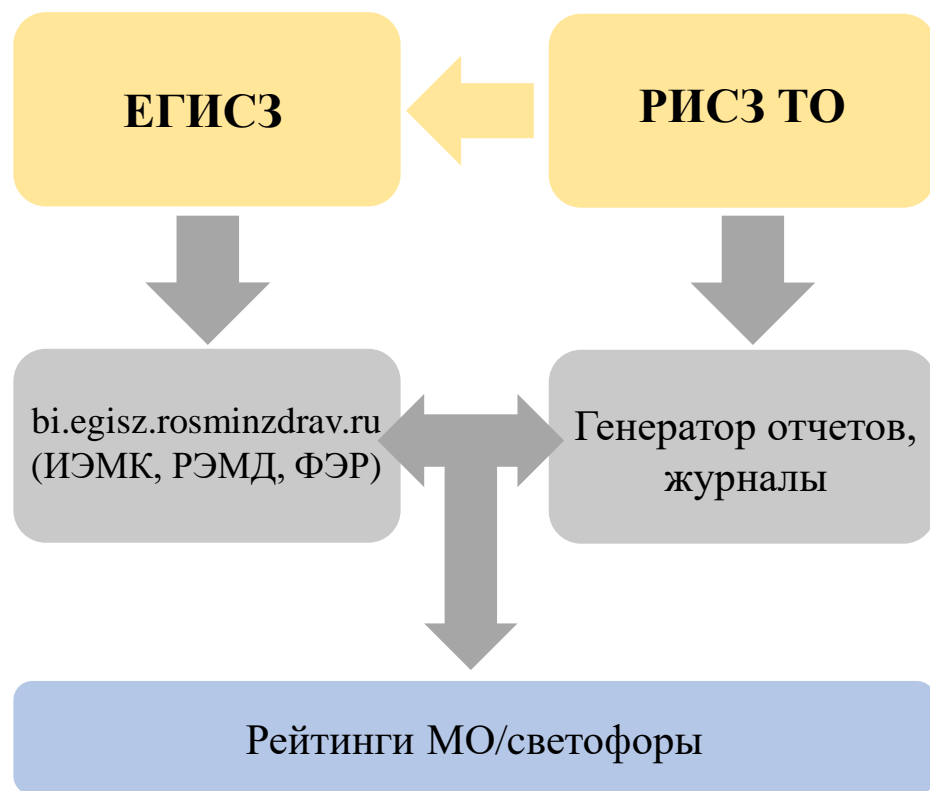 ЕГИСЗ
РИСЗ ТО
bi.egisz.rosminzdrav.ru
(ИЭМК, РЭМД, ФЭР)
Генератор отчетов,
журналы
Рейтинги МО/светофоры